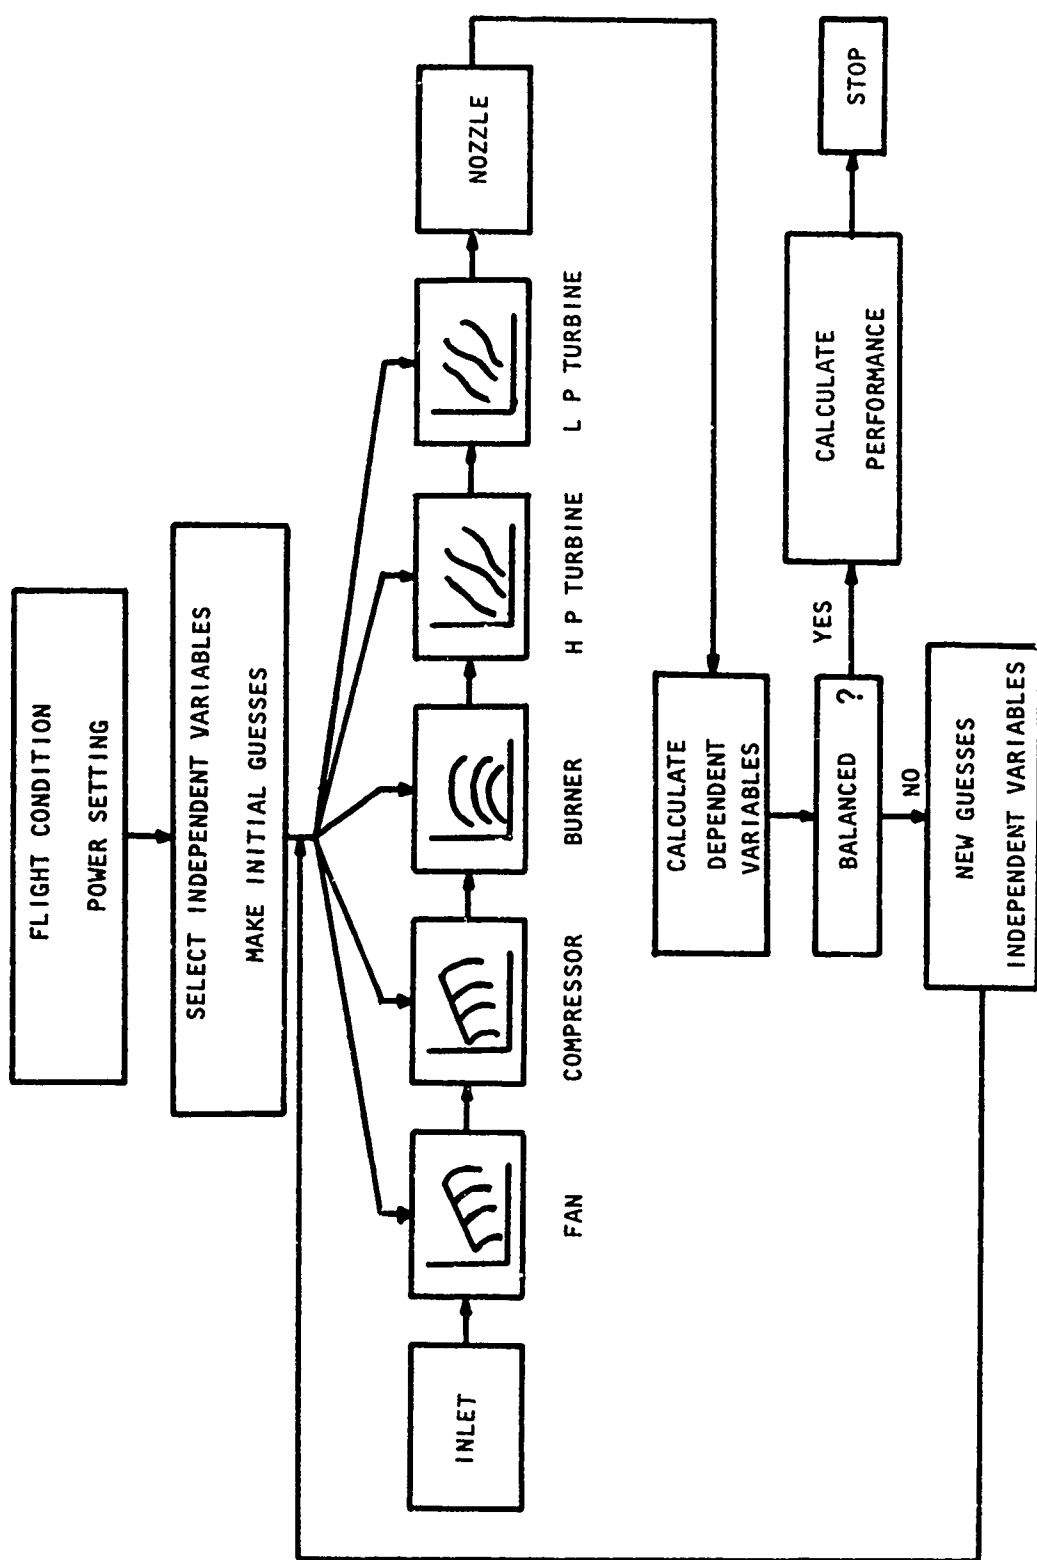 FLIGHT CONDITION
POWER SETTING
SELECT INDEPENDENT VARIABLES
MAKE INITIAL GUESSES
INLET
FAN
COMPRESSOR
BURNER
H P TURBINE
L P TURBINE
NOZZLE
CALCULATE
DEPENDENT
VARIABLES
BALANCED ?
YES
CALCULATE
PERFORMANCE
STOP
NO
NEW GUESSES
INDEPENDENT VARIABLES